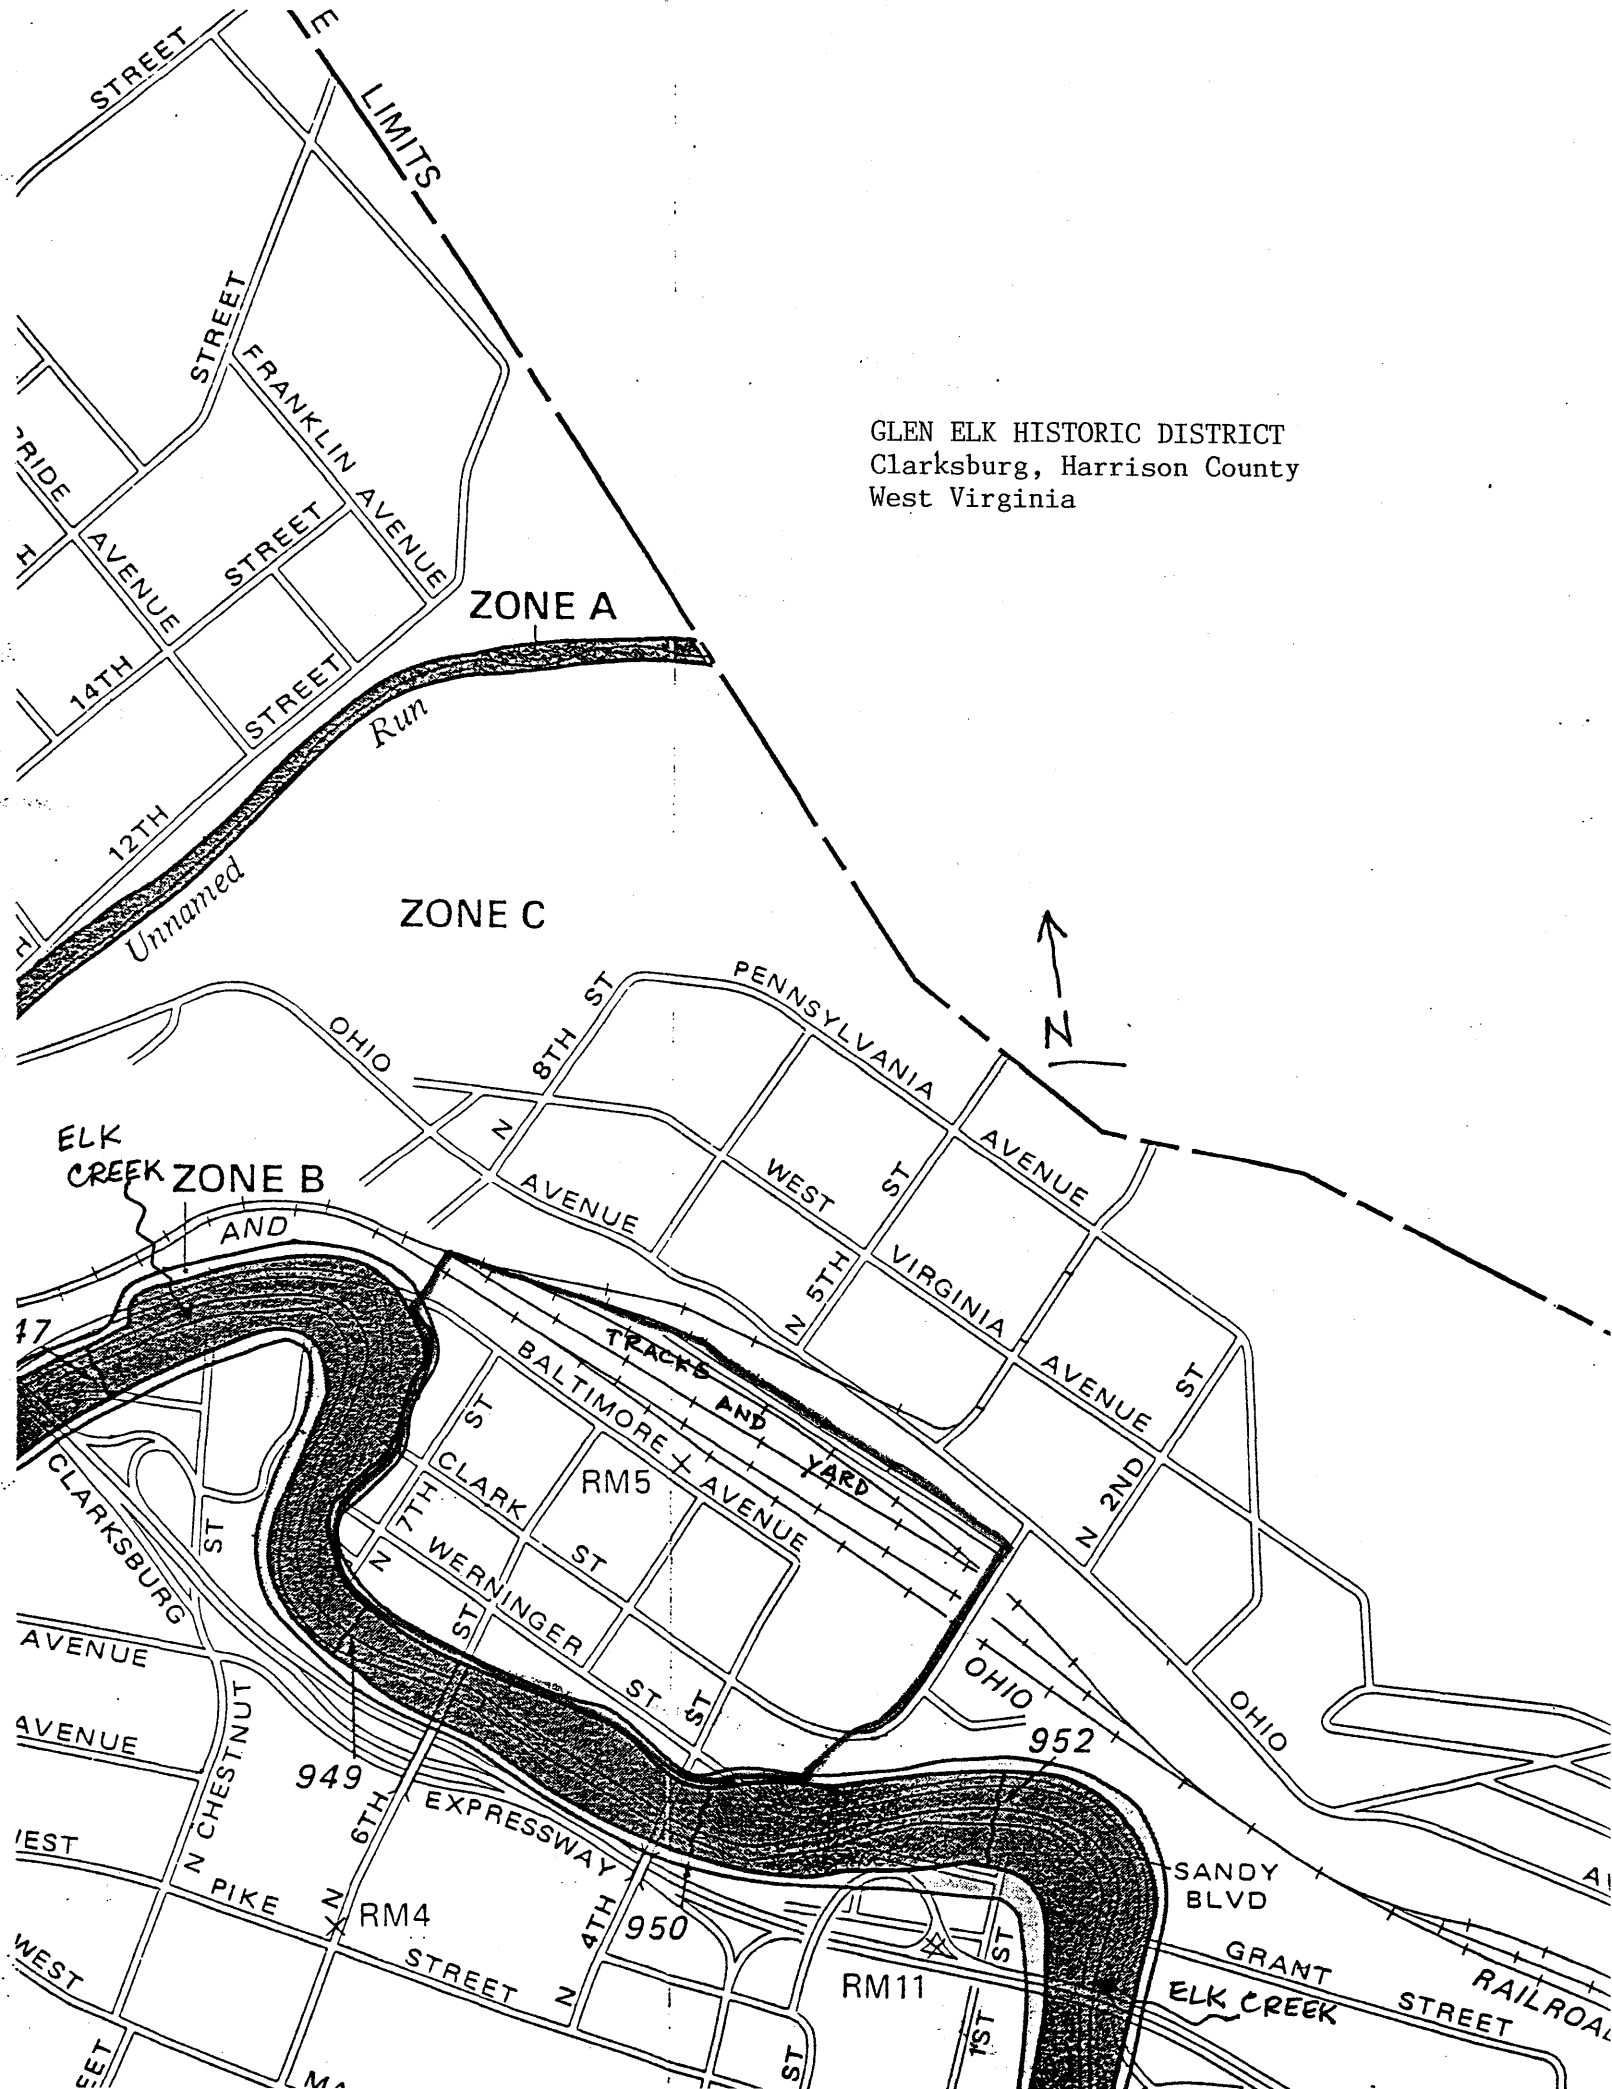 E
LIMITS
STREET
STREET
FRANKLIN
AVENUE
GLEN ELK HISTORIC DISTRICT
Clarksburg, Harrison County
West Virginia
AVENUE
STREET
ZONE A
14TH
STREET
Run
12TH
Unnamed
ZONE C
N
PENNSYLVANIA
AVENUE
OHIO
AVENUE
N 8TH ST
ELK
CREEK
ZONE B
AND
WEST
VIRGINIA
AVENUE
N 5TH ST
47
TRACKS
AND
YARD
BALTIMORE
AVENUE
N 2ND ST
CLARK
ST
RM5
N 7TH ST
WERNINGER
ST
CLARKSBURG
ST
ST
ST
AVENUE
OHIO
OHIO
AVENUE
949
952
N CHESTNUT
N 6TH
EXPRESSWAY
SANDY
BLVD
PIKE
STREET
RM4
N 4TH
950
ST
GRANT
STREET
WEST
RM11
ELK CREEK
RAILROA
1ST
ST